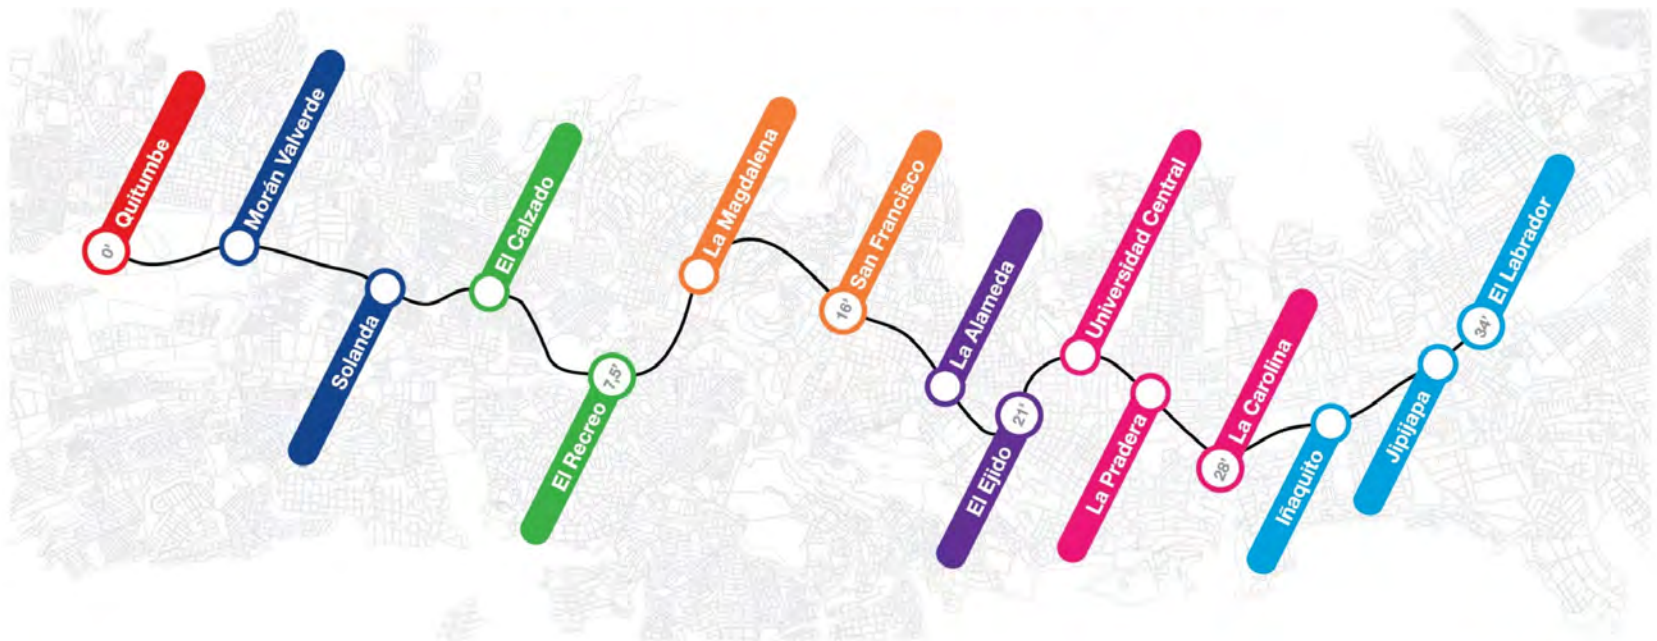 0'
Quitumbe
Morán Valverde
Solanda
El Calzado
7,5'
El Recreo
La Magdalena
16'
San Francisco
La Alameda
21'
El Ejido
Universidad Central
La Pradera
28'
La Carolina
Iñaquito
Jipijapa
34'
El Labrador